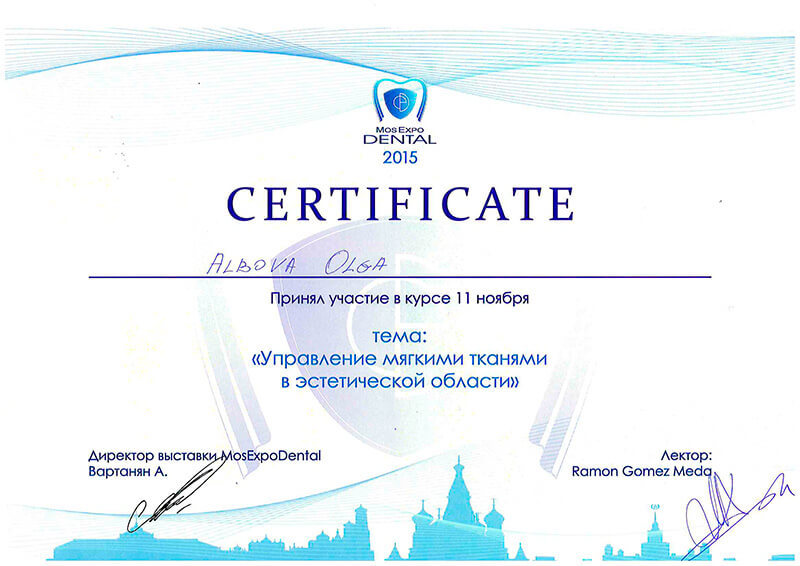 MosExpo
DENTAL
2015
CERTIFICATE
ALBOVA OLGA
Принял участие в курсе 11 ноября
тема:
«Управление мягкими тканями
в эстетической области»
Директор выставки MosExpoDental
Вартанян А.
Лектор:
Ramon Gomez Meda